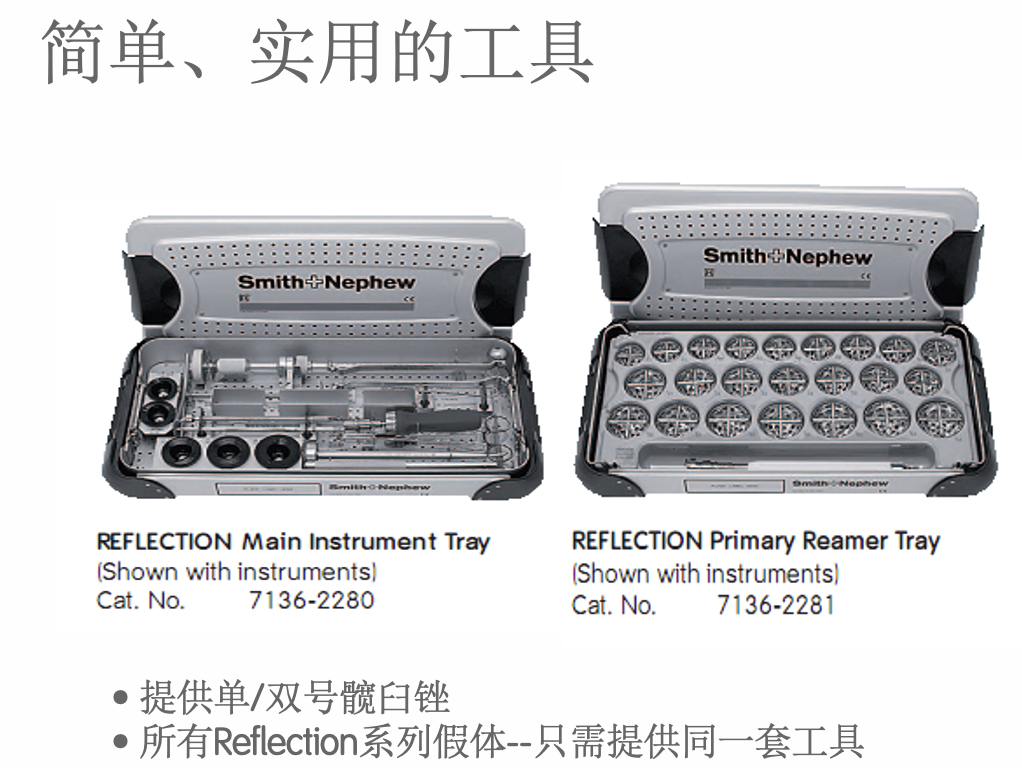 简单、实用的工具
Smith+Nephew
Smith+Nephew
Smith+Nephew
Smith+Nephew
REFLECTION Main Instrument Tray
(Shown with instruments)
Cat. No. 7136-2280
REFLECTION Primary Reamer Tray
(Shown with instruments)
Cat. No. 7136-2281
• 提供单/双号髋臼锉
• 所有Reflection系列假体--只需提供同一套工具